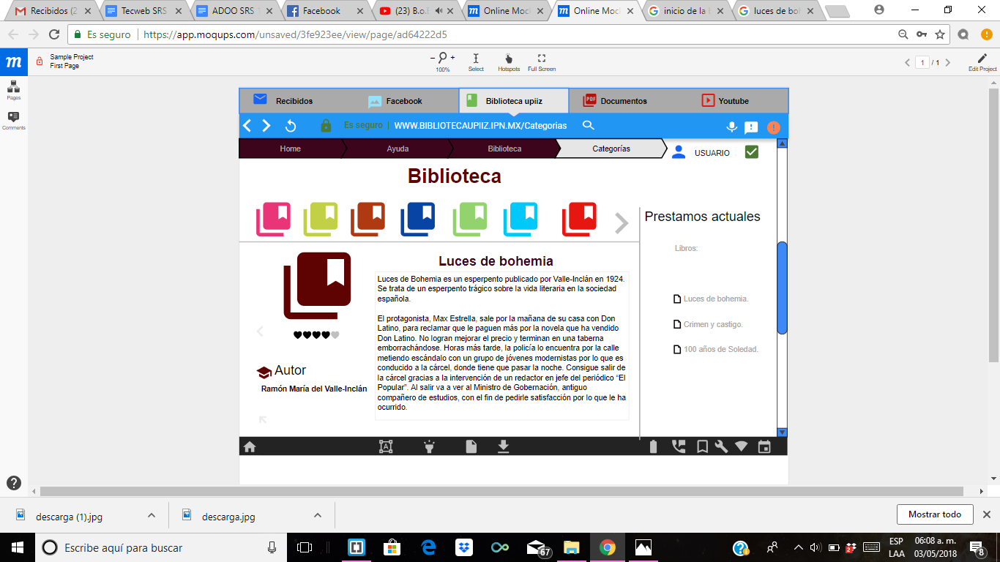 Recibidos (2
Tecweb SRS
ADOO SRS
Facebook
(23) B.o.
Online Moc
Online Moc
inicio de la
luces de bo
Es seguro
https://app.moqups.com/unsaved/3fe923ee/view/page/ad64222d5
m
Sample Project
First Page
100%
Select
Hotspots
Full Screen
1 / 1
Edit Project
Pages
Comments
Recibidos
Facebook
Biblioteca upiiz
PDF
Documentos
Youtube
Es seguro | WWW.BIBLIOTECAUPIIZ.IPN.MX/Categorias
Home
Ayuda
Biblioteca
Categorías
USUARIO
Biblioteca
Prestamos actuales
Libros:
Luces de bohemia.
Crimen y castigo.
100 años de Soledad.
Luces de bohemia
Luces de Bohemia es un esperpento publicado por Valle-Inclán en 1924.
Se trata de un esperpento trágico sobre la vida literaria en la sociedad
española.
El protagonista, Max Estrella, sale por la mañana de su casa con Don
Latino, para reclamar que le paguen más por la novela que ha vendido
Don Latino. No logran mejorar el precio y terminan en una taberna
emborrachándose. Horas más tarde, la policía lo encuentra por la calle
metiendo escándalo con un grupo de jóvenes modernistas por lo que es
conducido a la cárcel, donde tiene que pasar la noche. Consigue salir de
la cárcel gracias a la intervención de un redactor en jefe del periódico “El
Popular”. Al salir va a ver al Ministro de Gobernación, antiguo
compañero de estudios, con el fin de pedirle satisfacción por lo que le ha
ocurrido.
Autor
Ramón María del Valle-Inclán
A
descarga (1).jpg
descarga.jpg
Mostrar todo
Escribe aquí para buscar
67
ESP
LAA
06:08 a. m.
03/05/2018
8